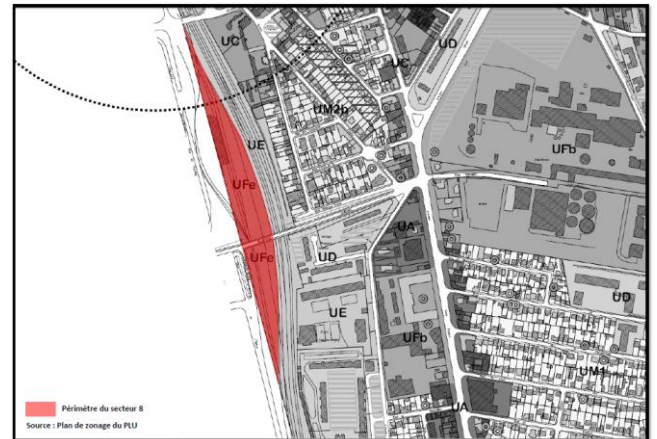 UC
UC
UD
UM2b
UE
UFb
UFe
UA
UFe
UD
UD
UE
UFb
UM1
UA
Périmètre du secteur 8
Source : Plan de zonage du PLU